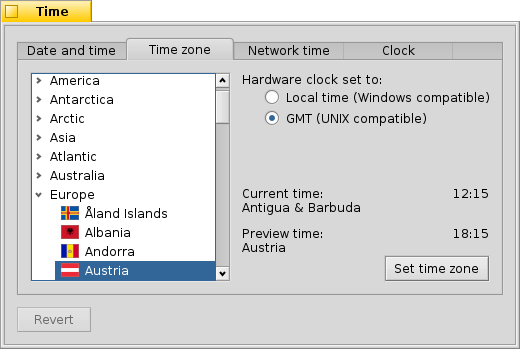 Time
Date and time
Time zone
Network time
Clock
America
Antarctica
Arctic
Asia
Atlantic
Australia
Europe
Åland Islands
Albania
Andorra
Austria
Hardware clock set to:
Local time (Windows compatible)
GMT (UNIX compatible)
Current time: 12:15
Antigua & Barbuda
Preview time: 18:15
Austria
Set time zone
Revert